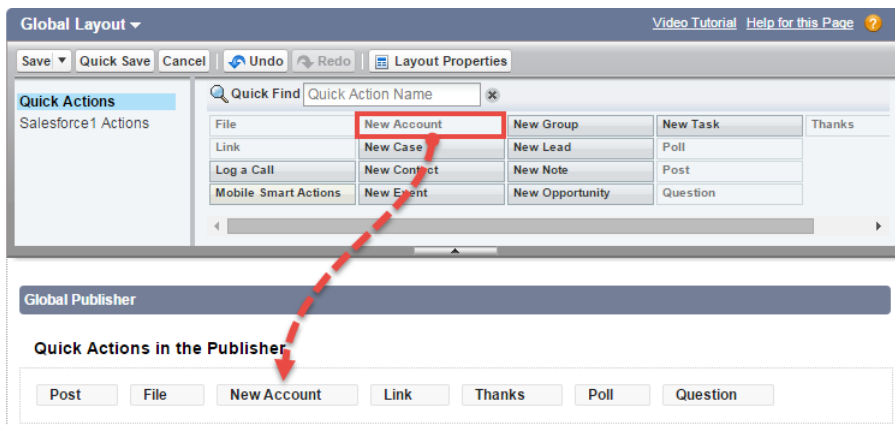 Global Layout Video Tutorial Help for this Page ?
Save Quick Save Cancel Undo Redo Layout Properties
Quick Actions
Salesforce1 Actions
Quick Find Quick Action Name
File New Account New Group New Task Thanks
Link New Case New Lead Poll
Log a Call New Contact New Note Post
Mobile Smart Actions New Event New Opportunity Question
Global Publisher
Quick Actions in the Publisher
Post File New Account Link Thanks Poll Question